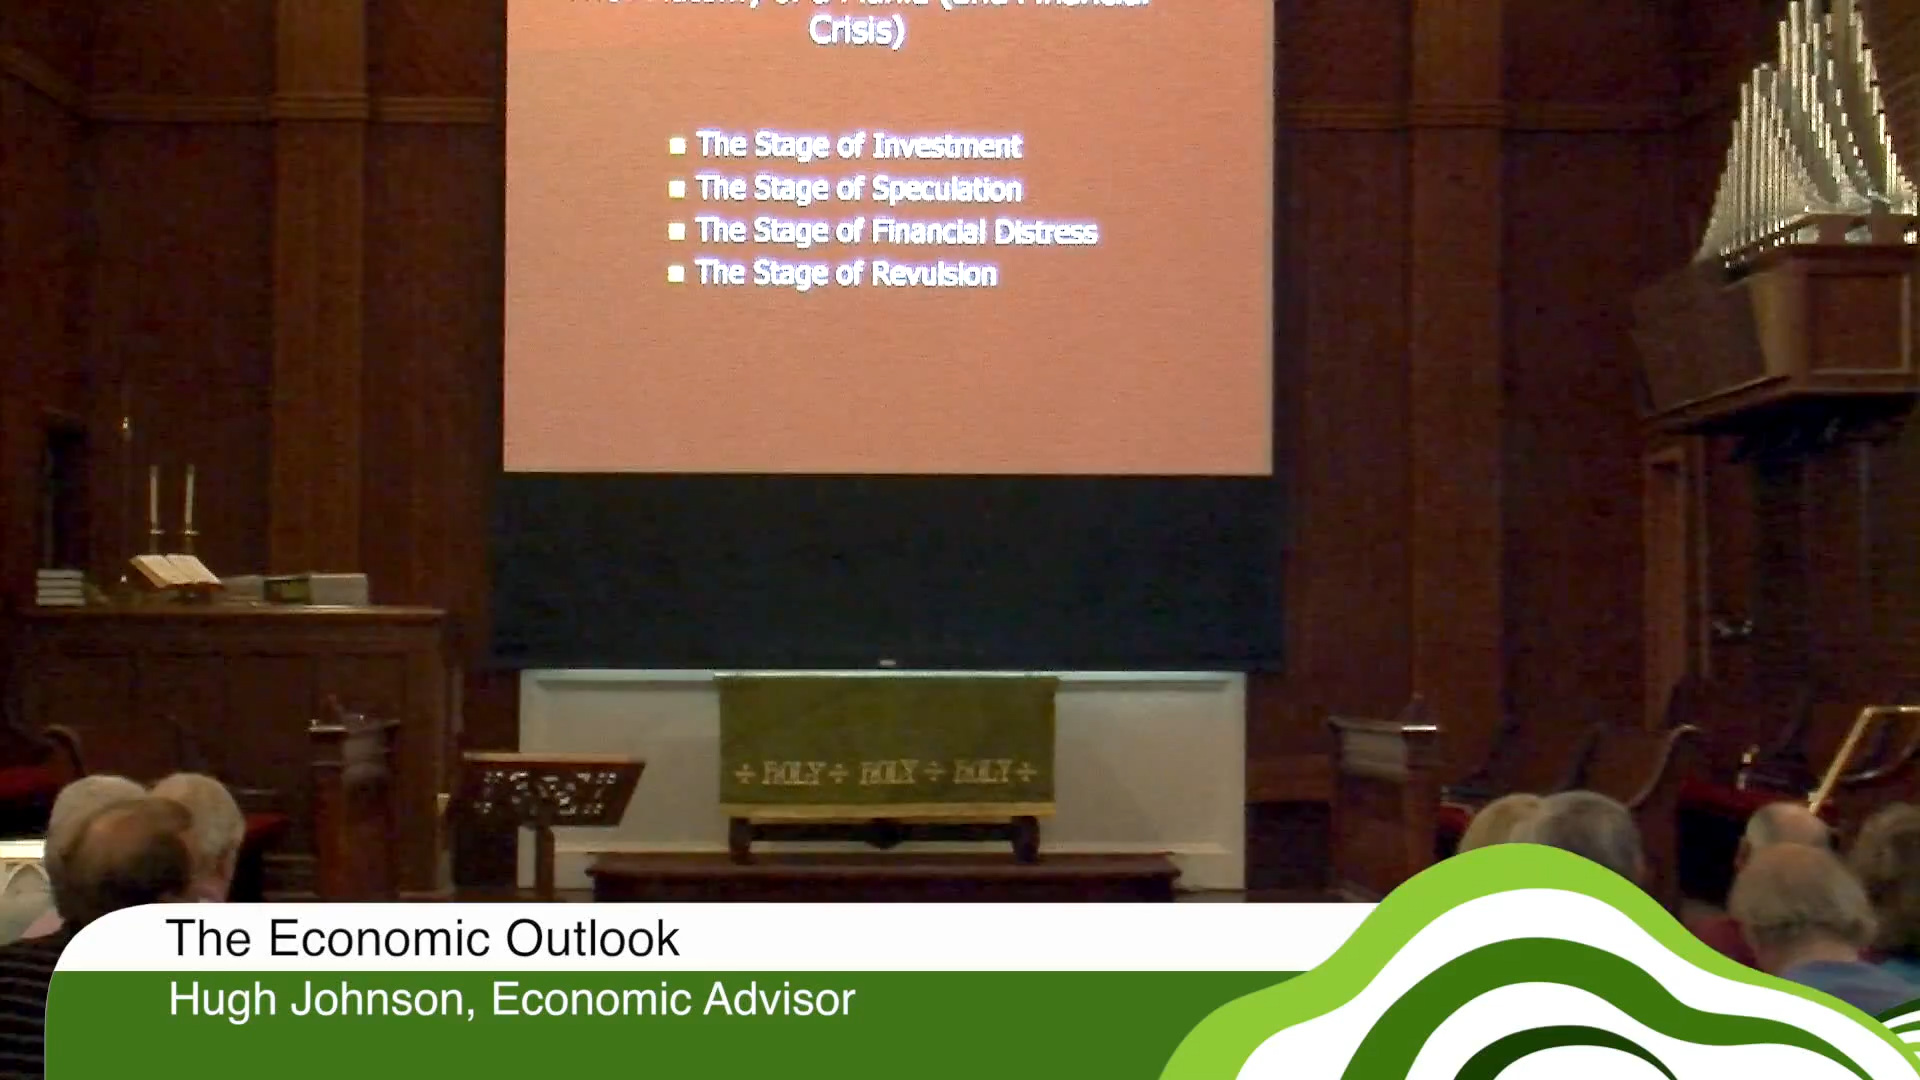 Crisis)
The Stage of Investment
The Stage of Speculation
The Stage of Financial Distress
The Stage of Revulsion
+ HOLY + HOLY + HOLY +
The Economic Outlook
Hugh Johnson, Economic Advisor